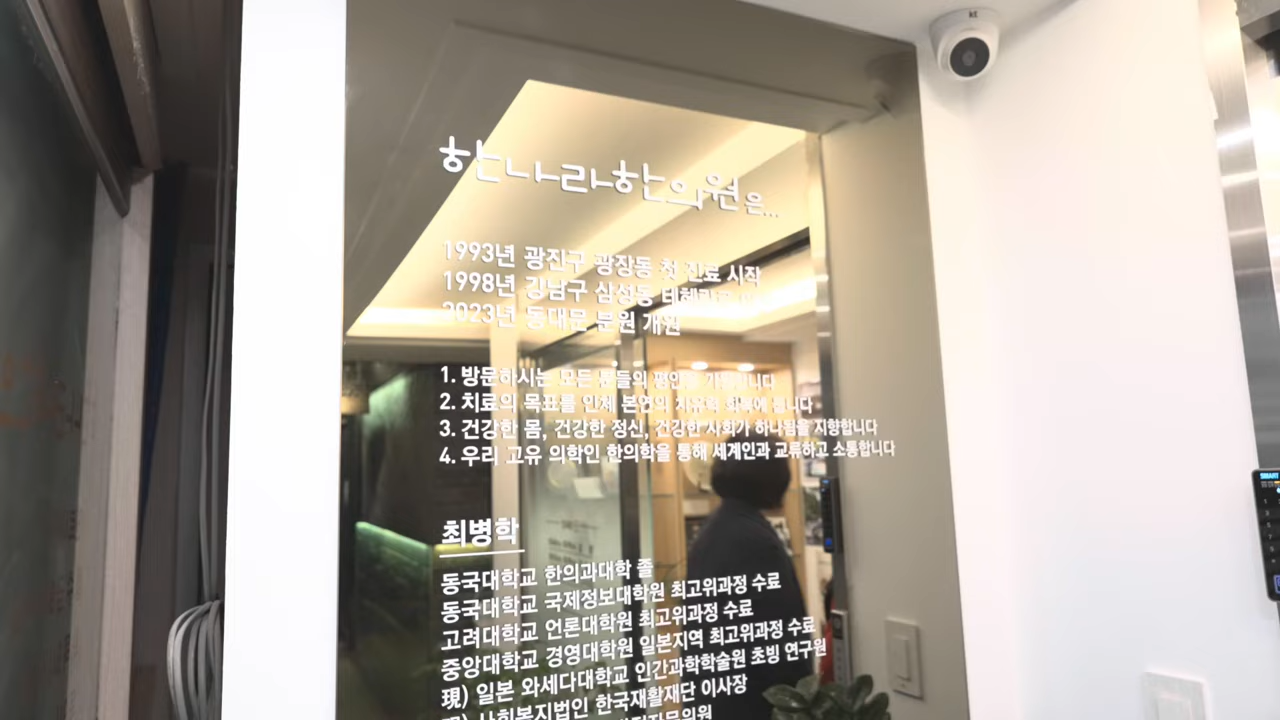 kt
한나라한의원은...
1993년 광진구 광장동 첫 진료 시작
1998년 강남구 삼성동 테헤란로
2023년 동대문 분원 개원
1. 방문하시는 모든 분들의 평안을 기원합니다
2. 치료의 목표를 인체 본연의 자유력 회복에 둡니다
3. 건강한 몸, 건강한 정신, 건강한 사회가 하나됨을 지향합니다
4. 우리 고유 의학인 한의학을 통해 세계인과 교류하고 소통합니다
최병학
동국대학교 한의과대학 졸
동국대학교 국제정보대학원 최고위과정 수료
고려대학교 언론대학원 최고위과정 수료
중앙대학교 경영대학원 일본지역 최고위과정 수료
現) 일본 와세다대학교 인간과학학술원 초빙 연구원
現) 사회복지법인 한국재활재단 이사장
SMART